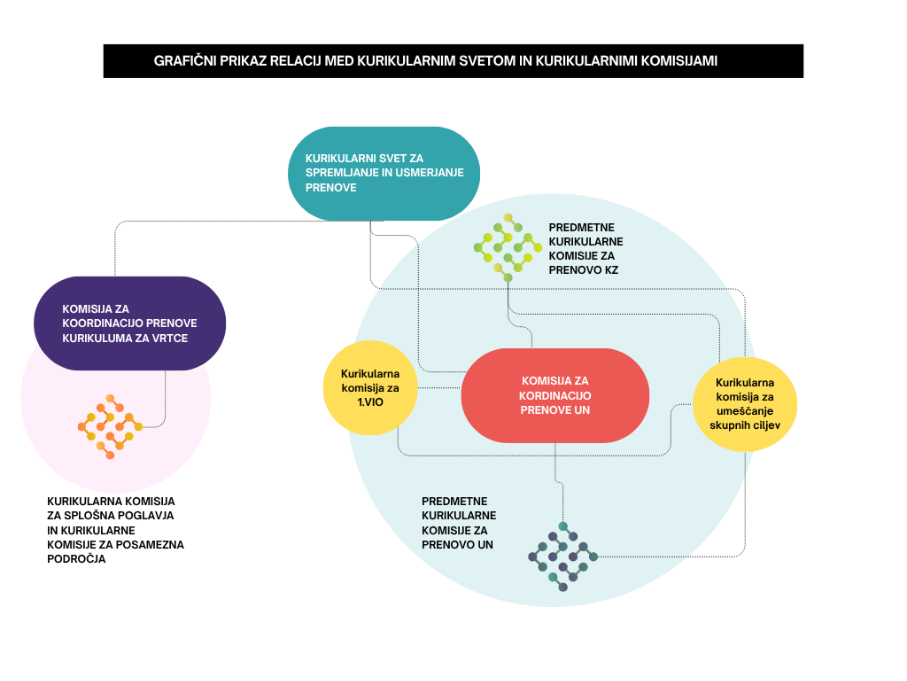 GRAFIČNI PRIKAZ RELACIJ MED KURIKULARNIM SVETOM IN KURIKULARNIMI KOMISIJAMI
KURIKULARNI SVET ZA
SPREMLJANJE IN USMERJANJE
PRENOVE
PREDMETNE
KURIKULARNE
KOMISIJE ZA
PRENOVO KZ
KOMISIJA ZA
KOORDINACIJO PRENOVE
KURIKULUMA ZA VRTCE
Kurikularna
komisija za
1.VIO
KOMISIJA ZA
KORDINACIJO
PRENOVE UN
Kurikularna
komisija za
umeščanje
skupnih ciljev
KURIKULARNA KOMISIJA
ZA SPLOŠNA POGLAVJA
IN KURIKULARNE
KOMISIJE ZA POSAMEZNA
PODROČJA
PREDMETNE
KURIKULARNE
KOMISIJE ZA
PRENOVO UN